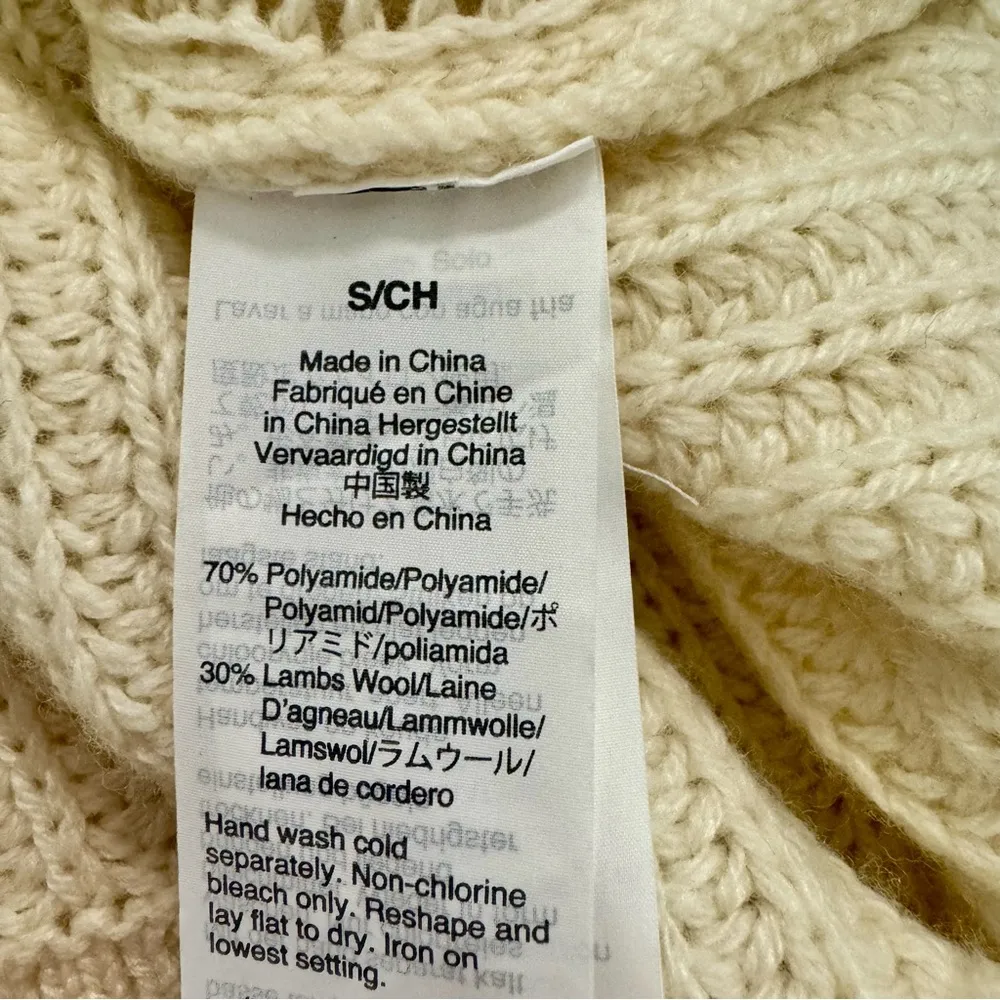 S/CH
Made in China
Fabriqué en Chine
in China Hergestellt
Vervaardigd in China
中国製
Hecho en China
70% Polyamide/Polyamide/
Polyamid/Polyamide/ポ
リアミド/poliamida
30% Lambs Wool/Laine
D'agneau/Lammwolle/
Lamswol/ラムウール/
lana de cordero
Hand wash cold
separately. Non-chlorine
bleach only. Reshape and
lay flat to dry. Iron on
lowest setting.